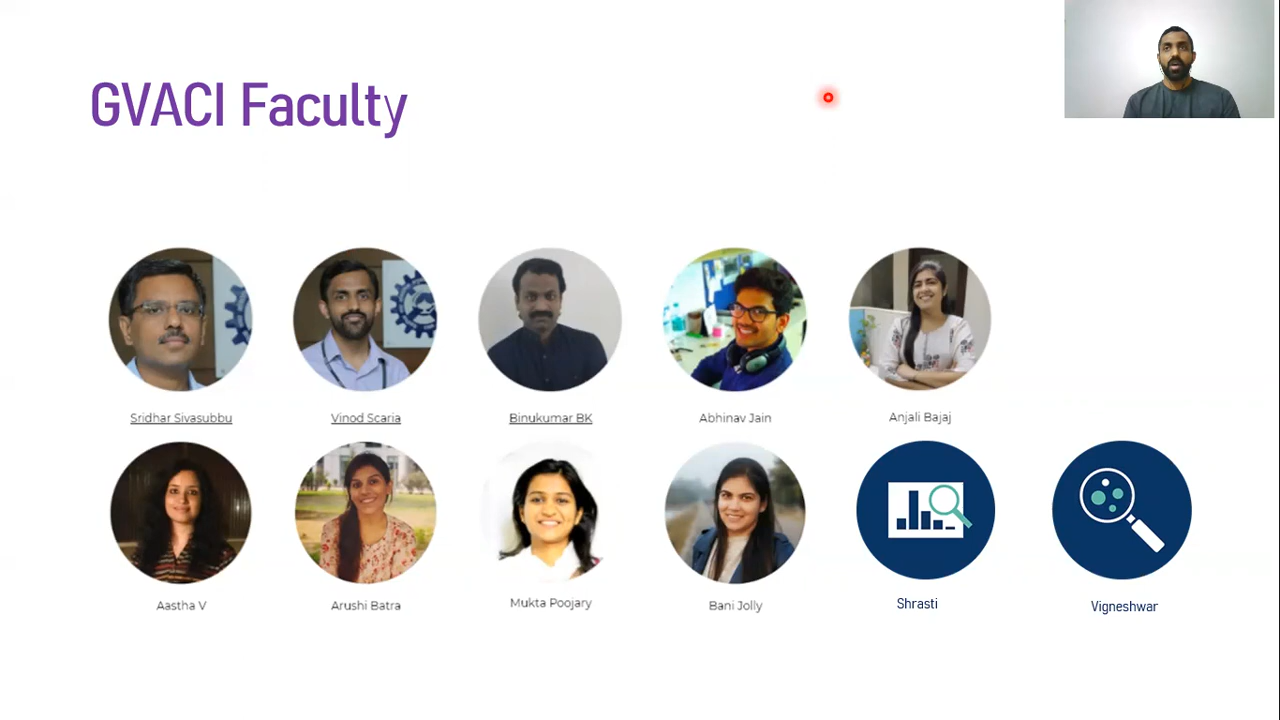 GVACI Faculty
Sridhar Sivasubbu
Vinod Scaria
Binukumar BK
Abhinav Jain
Anjali Bajaj
Aastha V
Arushi Batra
Mukta Poojary
Bani Jolly
Shrasti
Vigneshwar